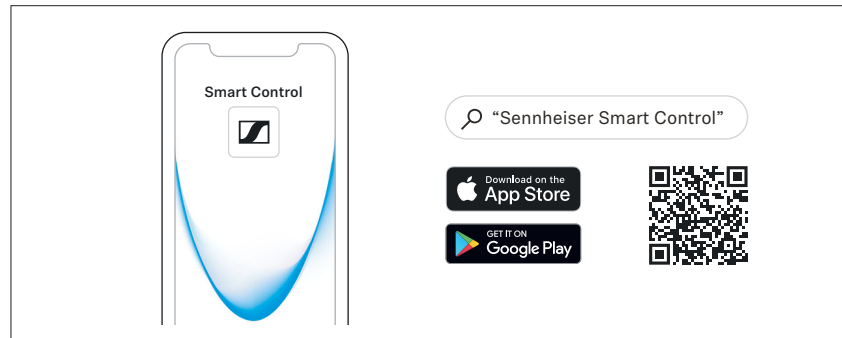 Smart Control
“Sennheiser Smart Control”
Download on the
App Store
GET IT ON
Google Play